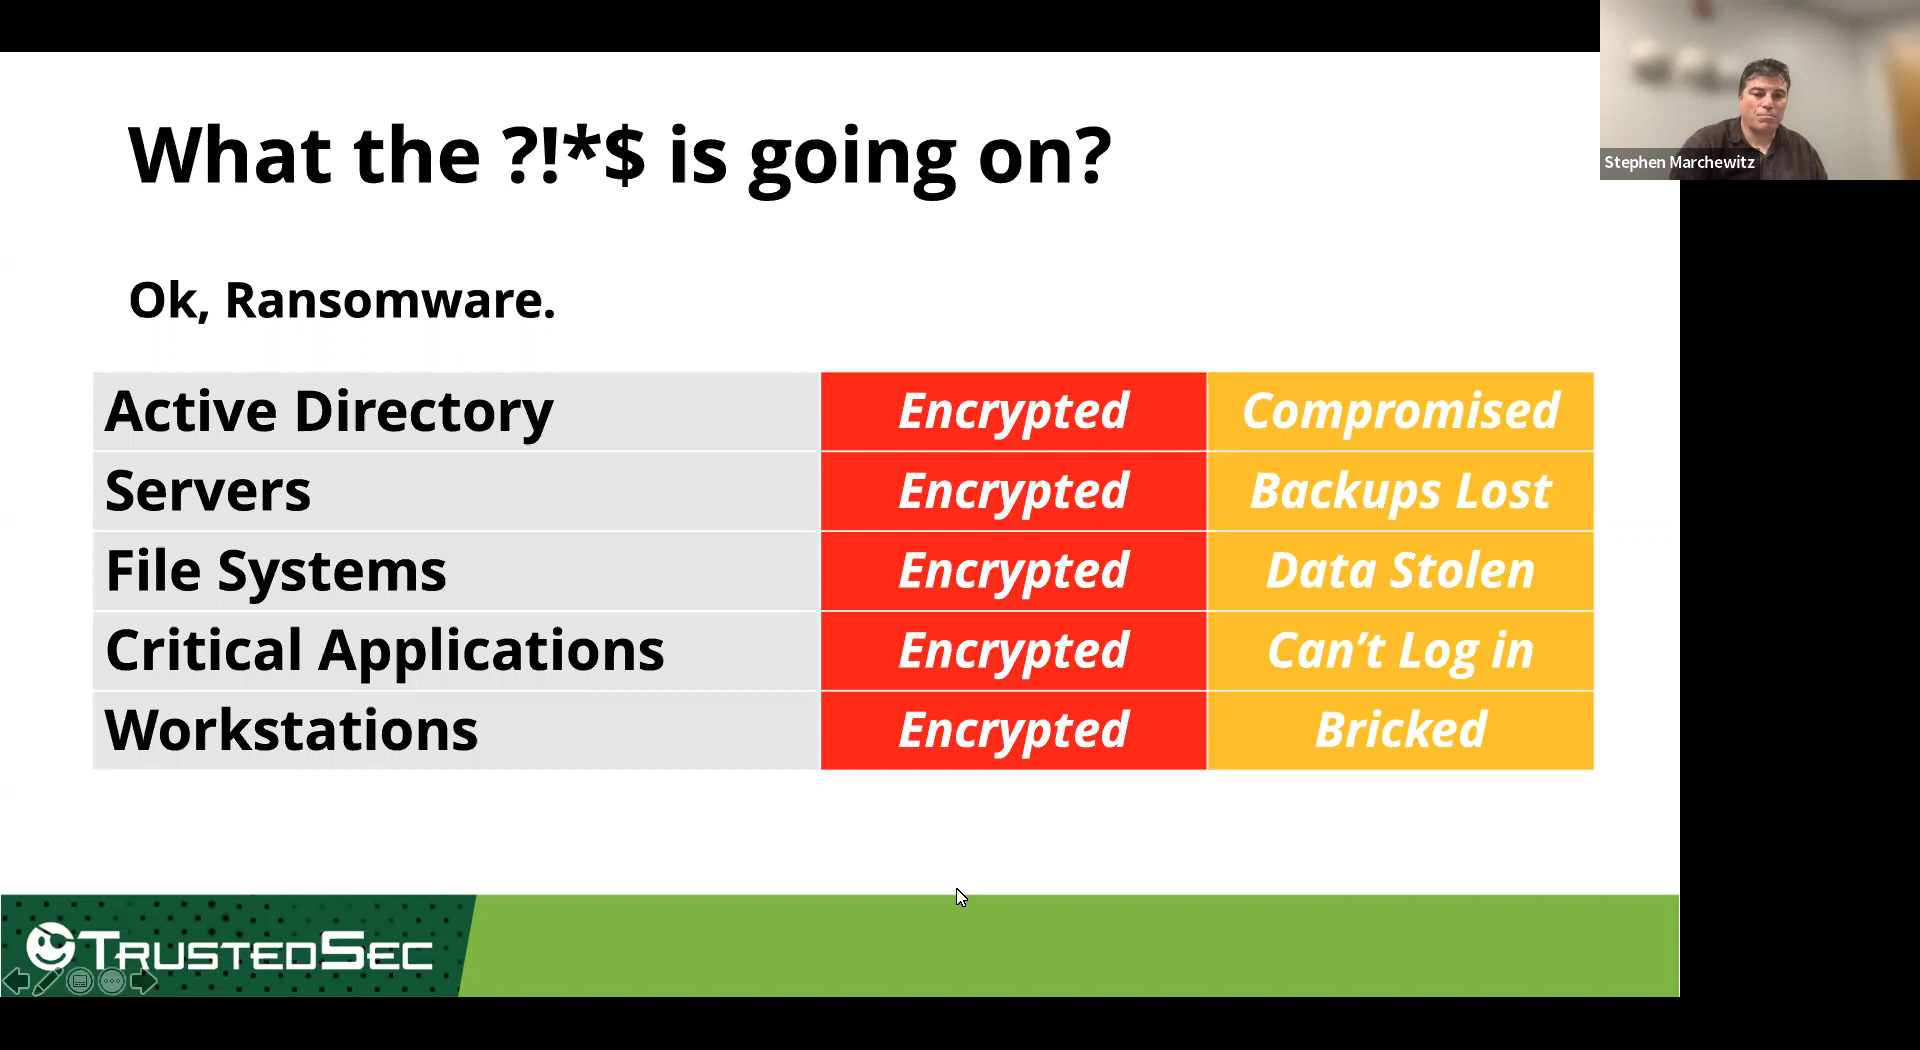 What the ?!*$ is going on?
Stephen Marchewitz
Ok, Ransomware.
Active Directory Encrypted Compromised
Servers Encrypted Backups Lost
File Systems Encrypted Data Stolen
Critical Applications Encrypted Can’t Log in
Workstations Encrypted Bricked
TRUSTEDSEC